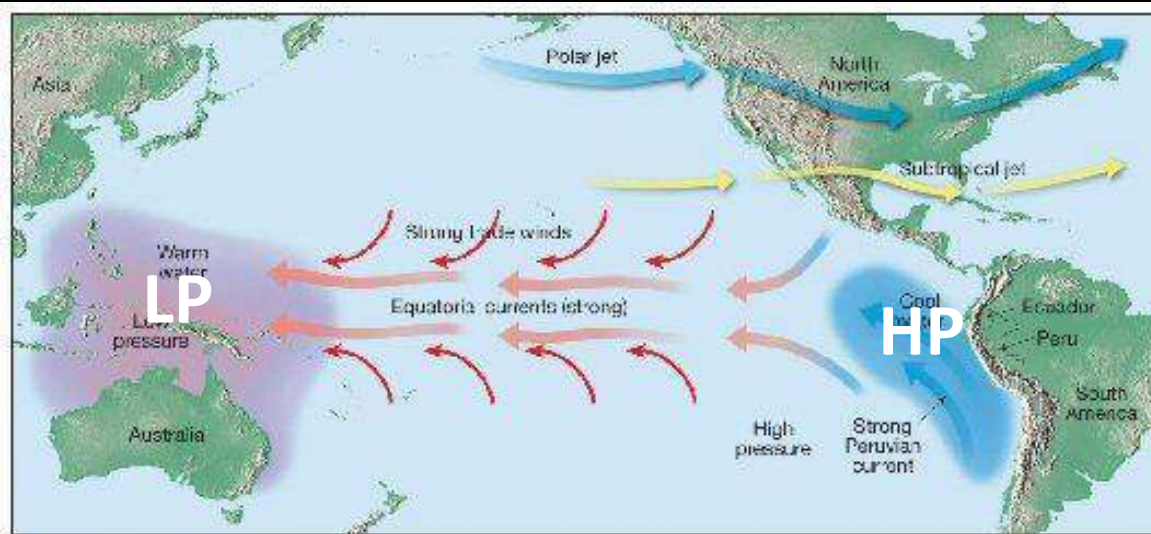 Polar jet
North
America
Asia
Subtropical jet
Strong trade winds
Warm
water
LP
Low
pressure
Equatorial currents (strong)
Cool
HP
Ecuador
Peru
South
America
Australia
High
pressure
Strong
Peruvian
current